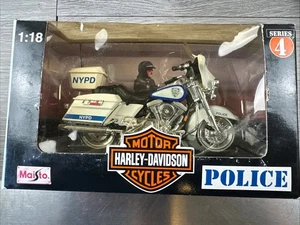 1:18
SERIES
4
NYPD
NYPD
MOTOR
HARLEY-DAVIDSON
CYCLES
Maisto
POLICE